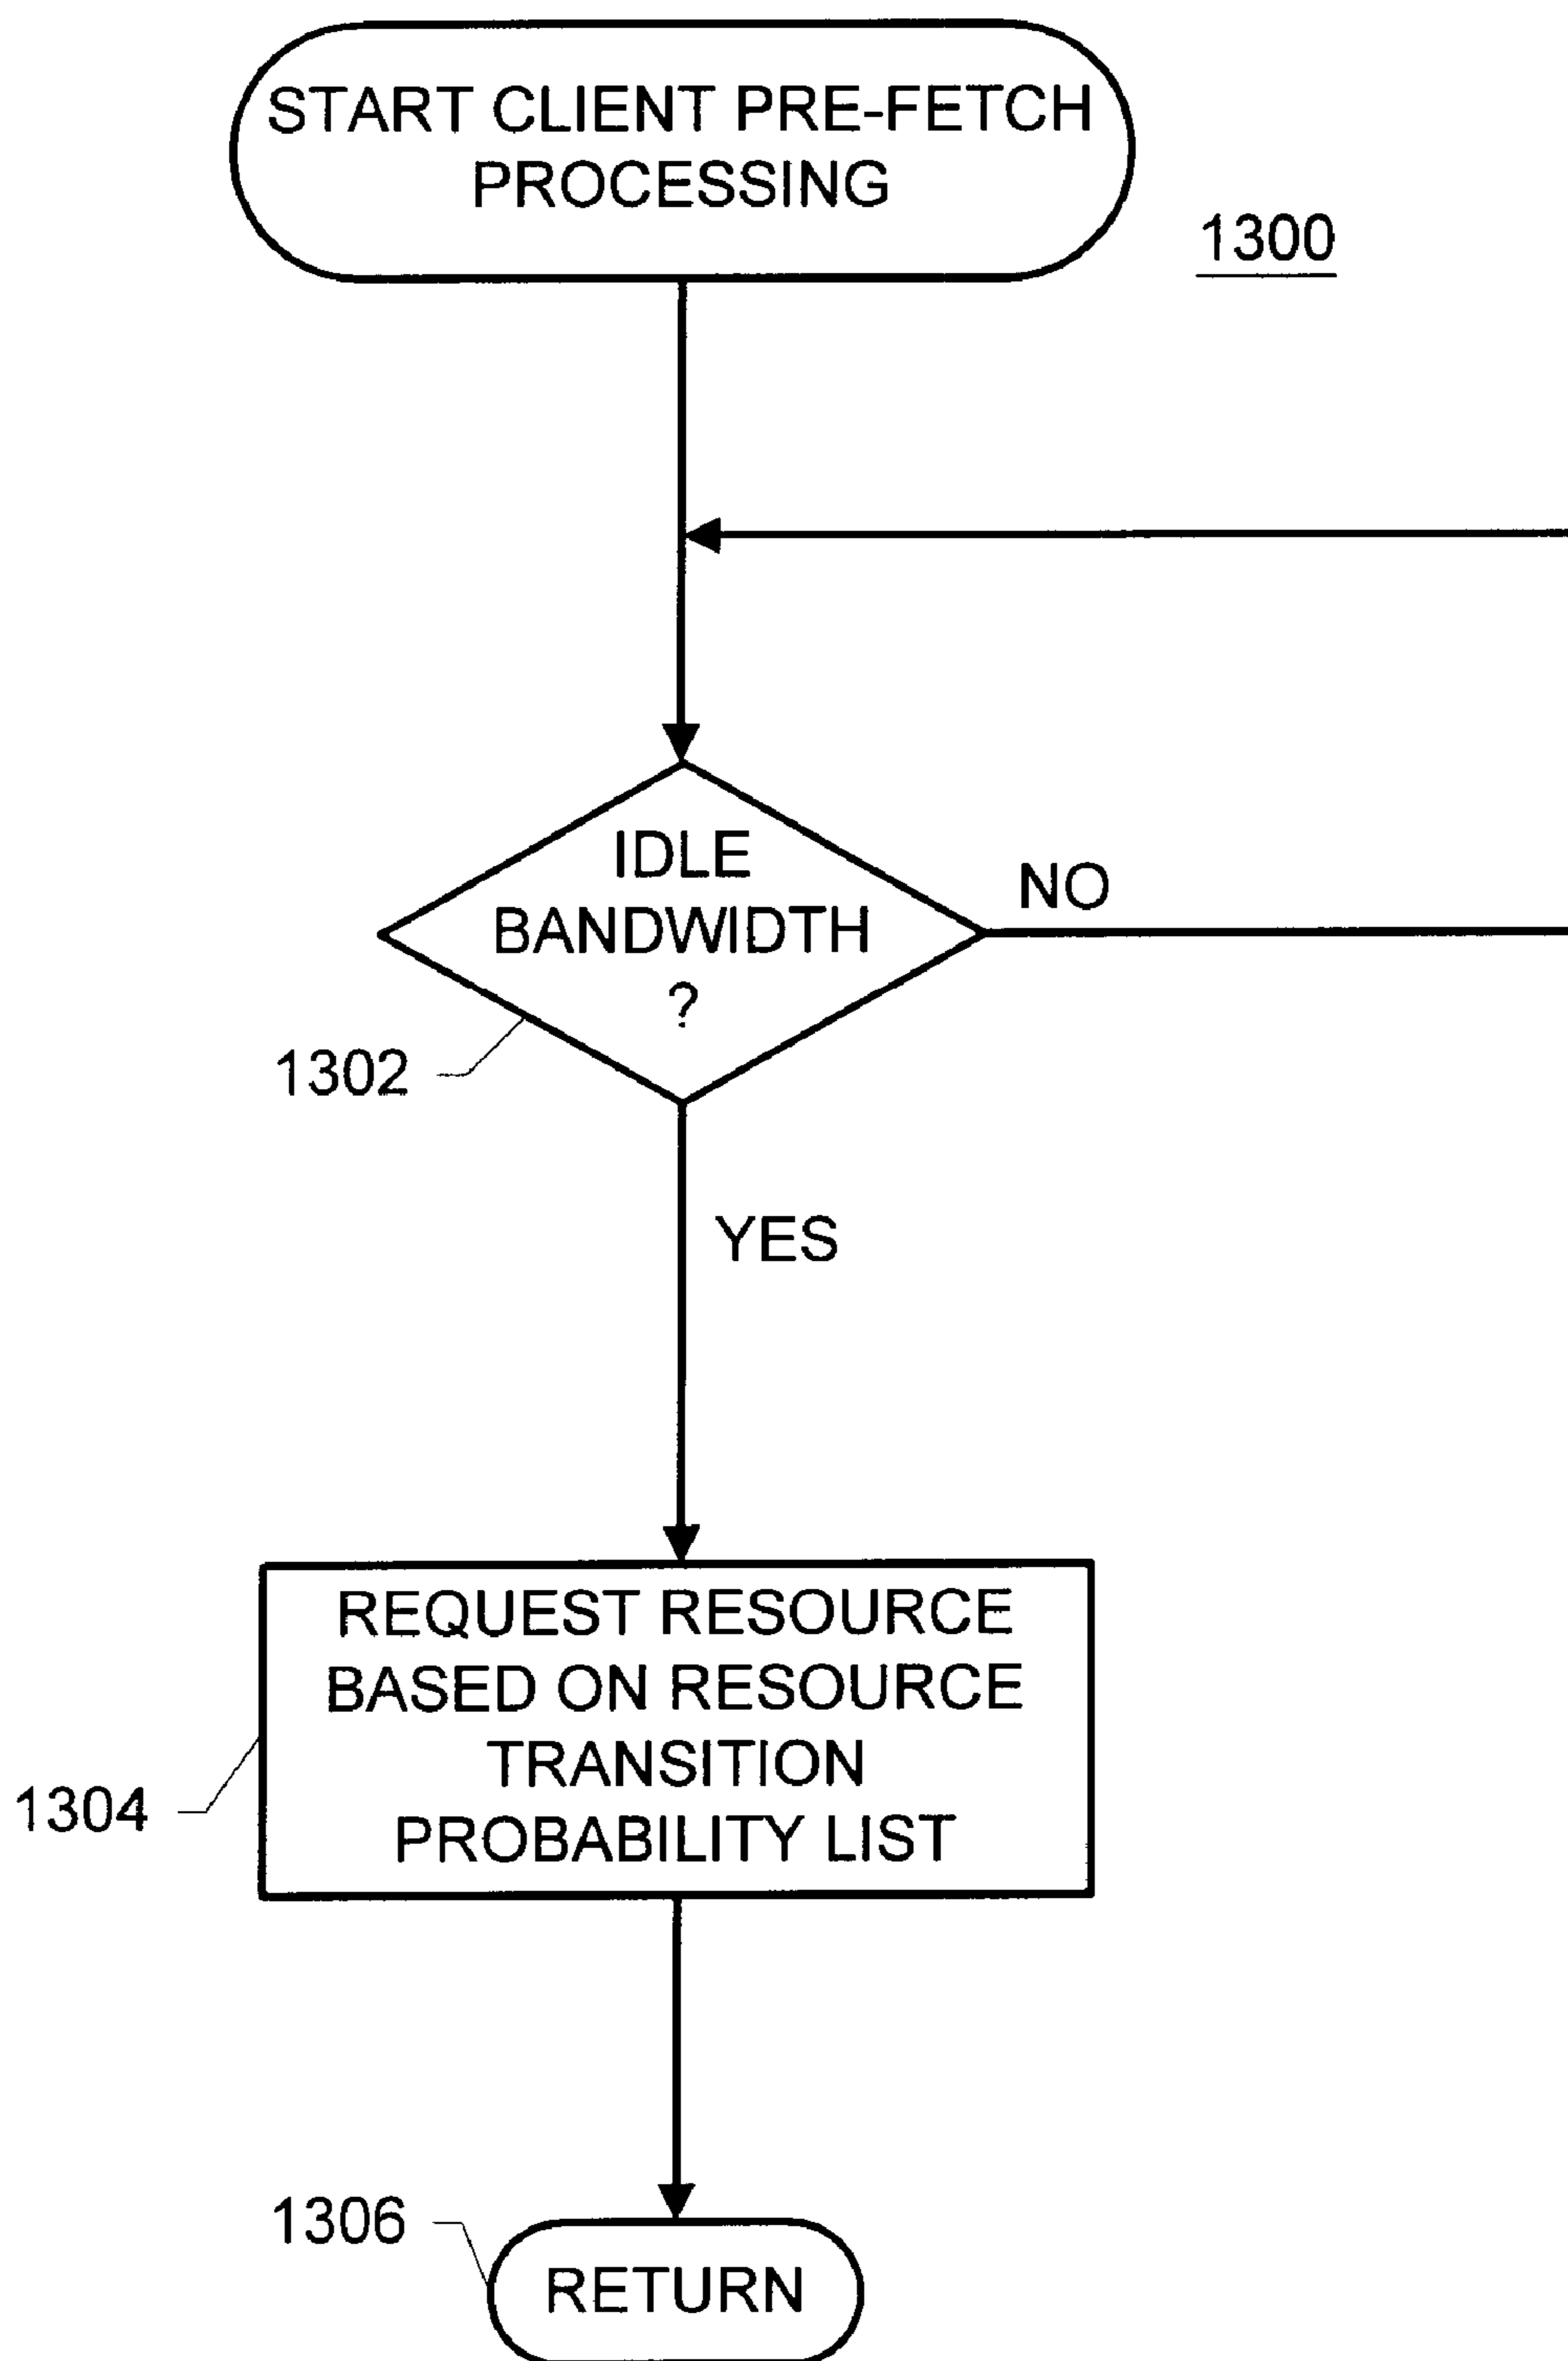 START CLIENT PRE-FETCH
PROCESSING
1300
IDLE
BANDWIDTH
?
NO
1302
YES
REQUEST RESOURCE
BASED ON RESOURCE
TRANSITION
PROBABILITY LIST
1304
1306
RETURN